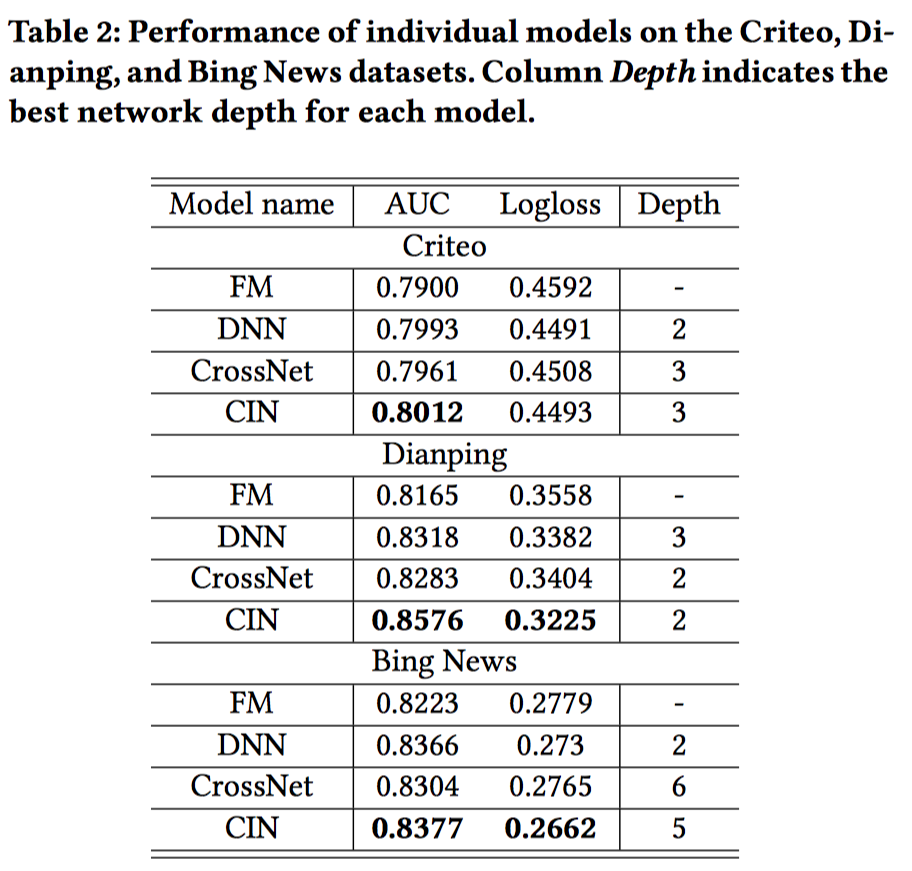 Table 2: Performance of individual models on the Criteo, Di-
anping, and Bing News datasets. Column Depth indicates the
best network depth for each model.
Model name AUC Logloss Depth
Criteo
FM 0.7900 0.4592 -
DNN 0.7993 0.4491 2
CrossNet 0.7961 0.4508 3
CIN 0.8012 0.4493 3
Dianping
FM 0.8165 0.3558 -
DNN 0.8318 0.3382 3
CrossNet 0.8283 0.3404 2
CIN 0.8576 0.3225 2
Bing News
FM 0.8223 0.2779 -
DNN 0.8366 0.273 2
CrossNet 0.8304 0.2765 6
CIN 0.8377 0.2662 5